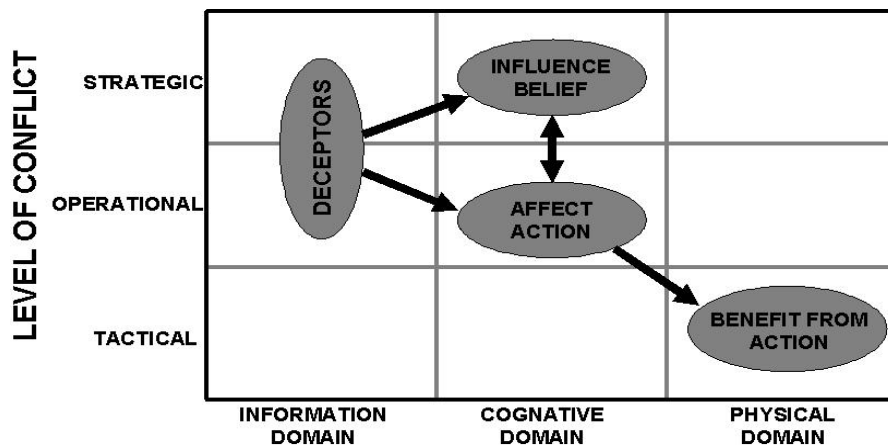 LEVEL OF CONFLICT
STRATEGIC
OPERATIONAL
TACTICAL
DECEPTORS
INFLUENCE
BELIEF
AFFECT
ACTION
BENEFIT FROM
ACTION
INFORMATION
DOMAIN
COGNATIVE
DOMAIN
PHYSICAL
DOMAIN